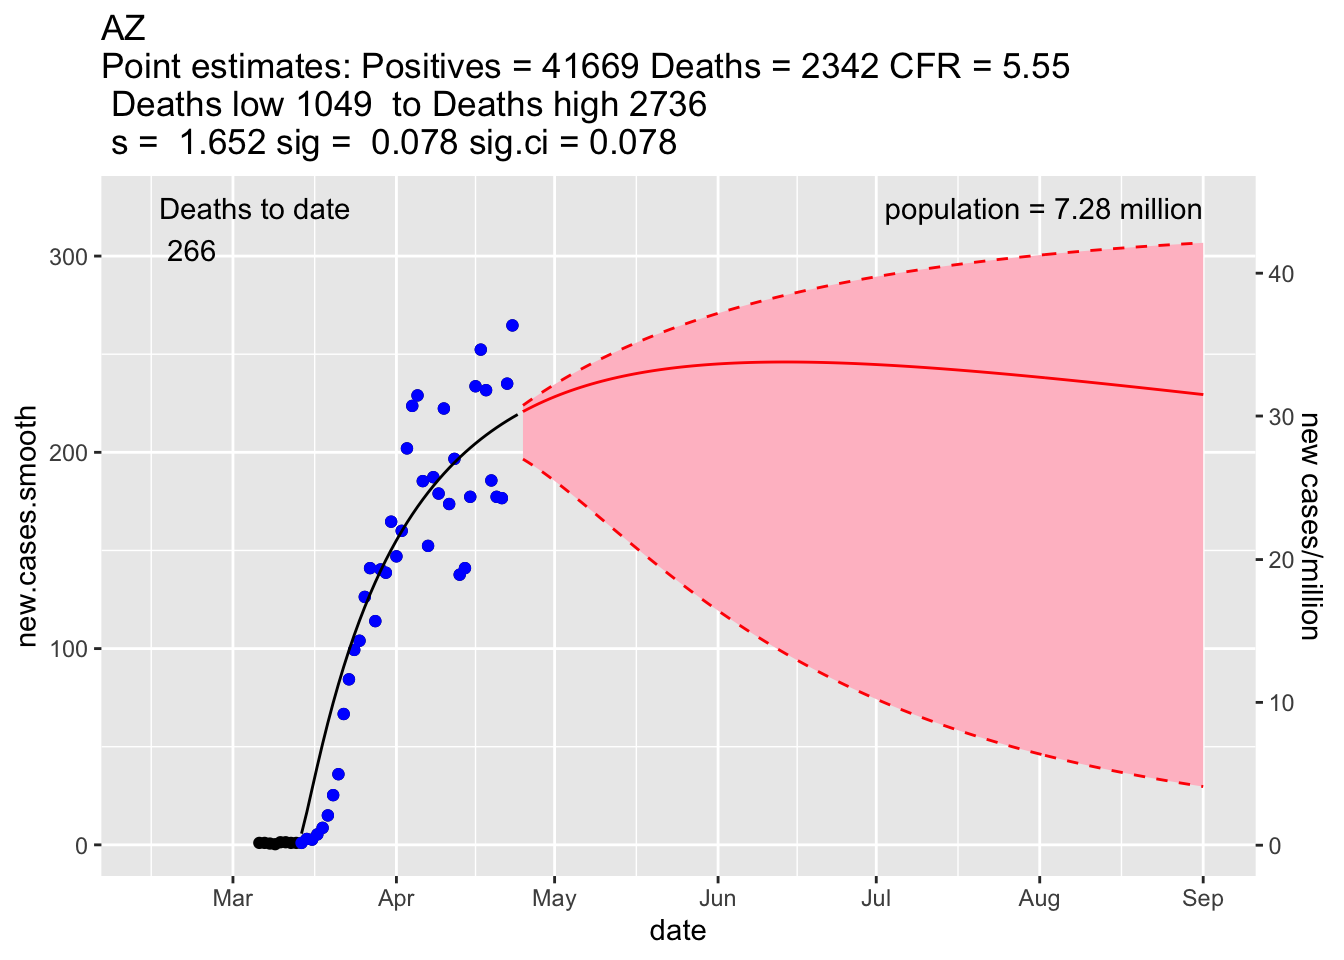 AZ
Point estimates: Positives = 41669 Deaths = 2342 CFR = 5.55
Deaths low 1049  to Deaths high 2736
s =  1.652 sig =  0.078 sig.ci = 0.078
Deaths to date
266
population = 7.28 million
300
200
100
0
new.cases.smooth
40
30
20
10
0
new cases/million
Mar Apr May Jun Jul Aug Sep
date